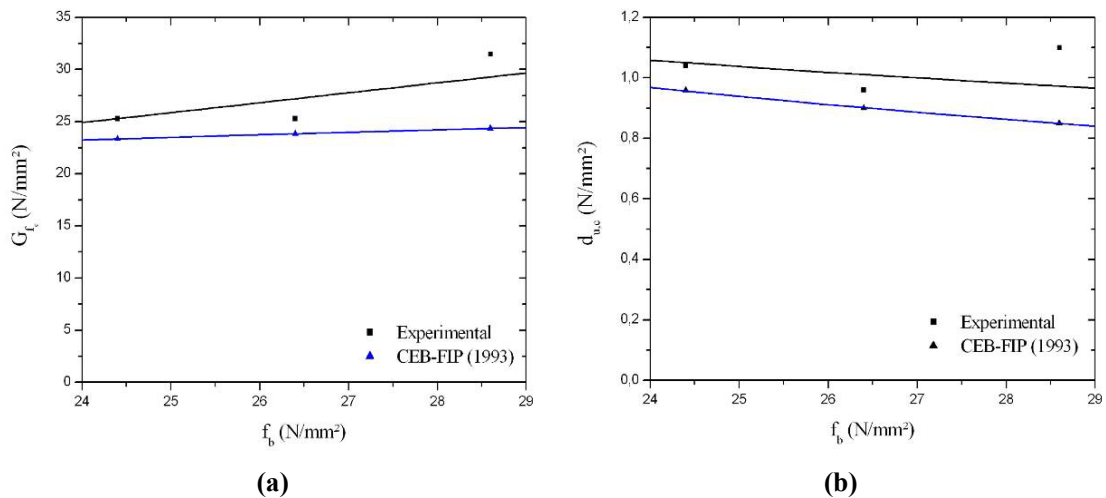 35
30
25
20
15
10
5
0
G_fc (N/mm²)
Experimental
CEB-FIP (1993)
24 25 26 27 28 29
f_b (N/mm²)
(a)
1,2
1,0
0,8
0,6
0,4
0,2
0,0
d_u,c (N/mm²)
Experimental
CEB-FIP (1993)
24 25 26 27 28 29
f_b (N/mm²)
(b)